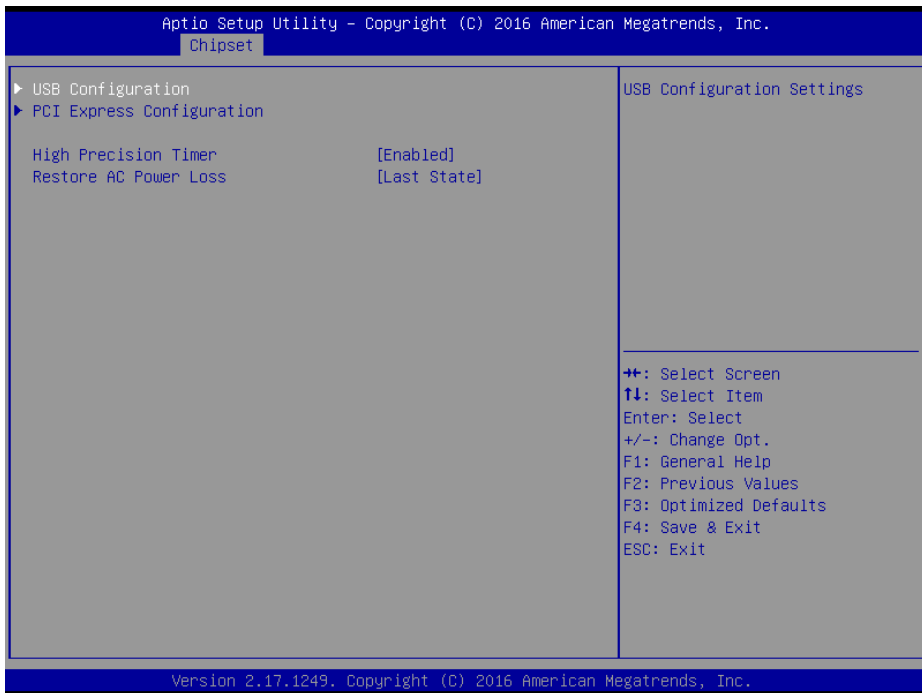 Aptio Setup Utility – Copyright (C) 2016 American Megatrends, Inc.
Chipset
▶ USB Configuration
▶ PCI Express Configuration
High Precision Timer [Enabled]
Restore AC Power Loss [Last State]
USB Configuration Settings
→←: Select Screen
↑↓: Select Item
Enter: Select
+/-: Change Opt.
F1: General Help
F2: Previous Values
F3: Optimized Defaults
F4: Save & Exit
ESC: Exit
Version 2.17.1249. Copyright (C) 2016 American Megatrends, Inc.